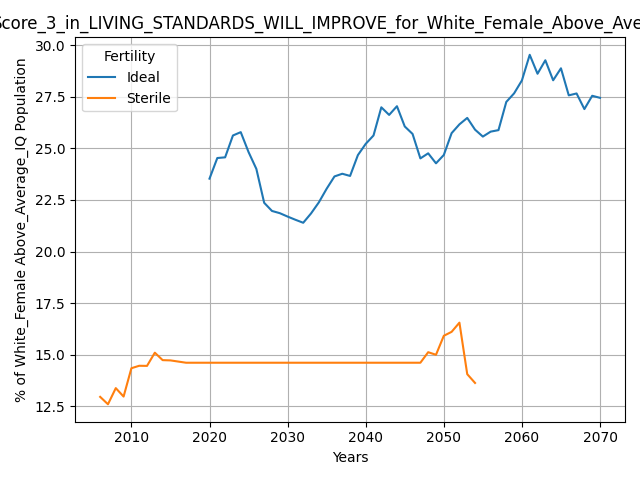 Score_3_in_LIVING_STANDARDS_WILL_IMPROVE_for_White_Female_Above_Ave
Fertility
Ideal
Sterile
% of White_Female Above_Average_IQ Population
30.0
27.5
25.0
22.5
20.0
17.5
15.0
12.5
2010 2020 2030 2040 2050 2060 2070
Years